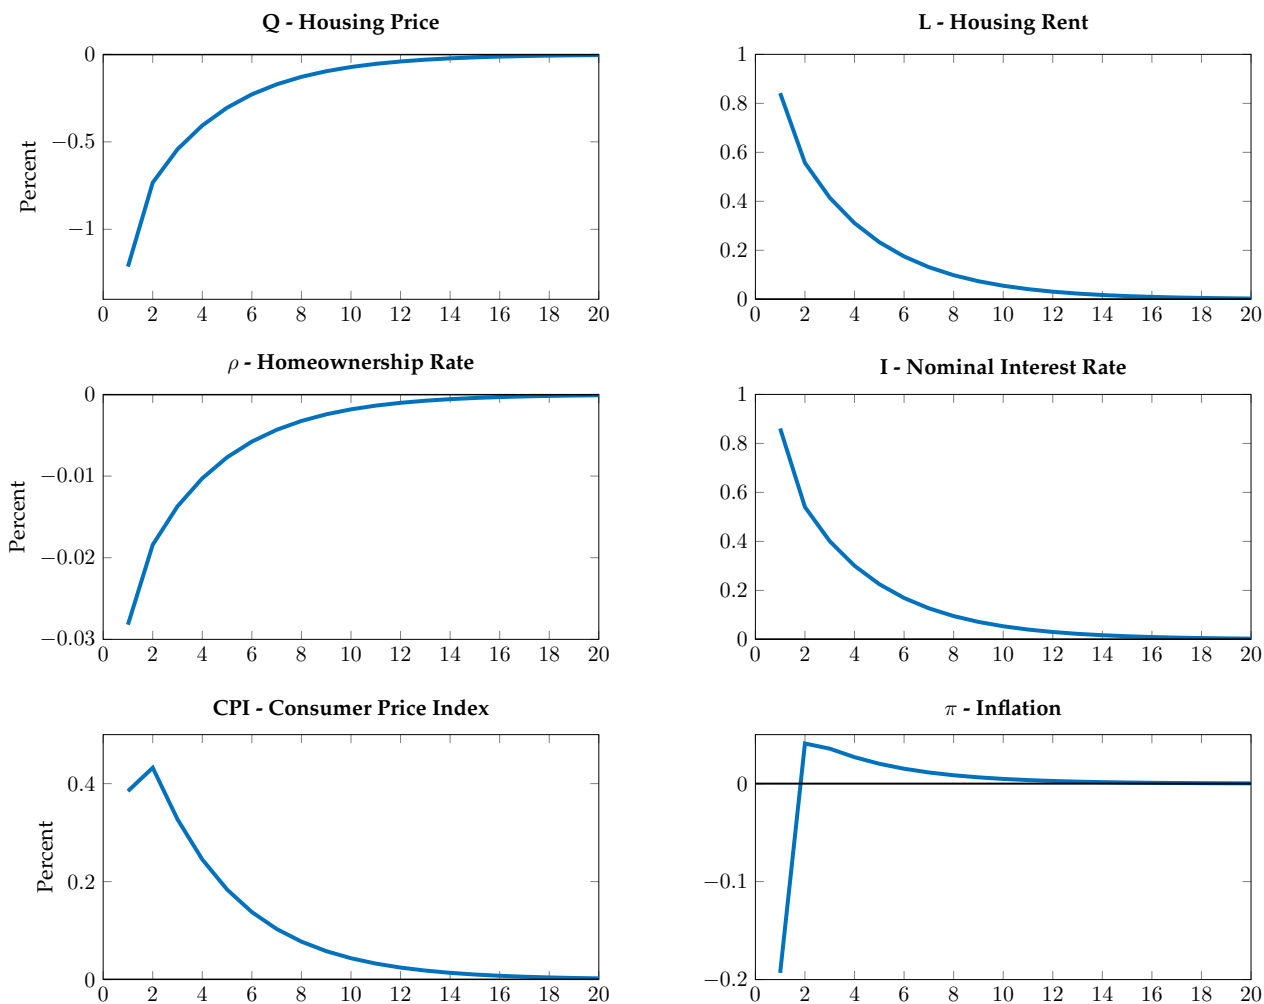 Q - Housing Price
0
−0.5
−1
Percent
0 2 4 6 8 10 12 14 16 18 20
L - Housing Rent
1
0.8
0.6
0.4
0.2
0
0 2 4 6 8 10 12 14 16 18 20
ρ - Homeownership Rate
0
−0.01
−0.02
−0.03
Percent
0 2 4 6 8 10 12 14 16 18 20
I - Nominal Interest Rate
1
0.8
0.6
0.4
0.2
0
0 2 4 6 8 10 12 14 16 18 20
CPI - Consumer Price Index
0.4
0.2
0
Percent
0 2 4 6 8 10 12 14 16 18 20
π - Inflation
0
−0.1
−0.2
0 2 4 6 8 10 12 14 16 18 20